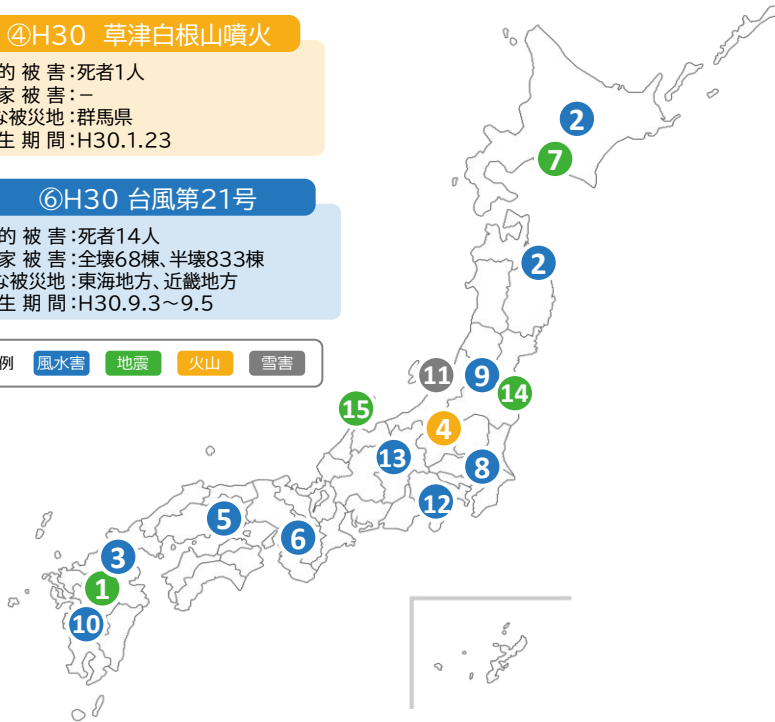 ④H30 草津白根山噴火
的 被 害:死者1人
家 被 害:−
な被災地:群馬県
生 期 間:H30.1.23
⑥H30 台風第21号
的 被 害:死者14人
家 被 害:全壊68棟、半壊833棟
な被災地:東海地方、近畿地方
生 期 間:H30.9.3～9.5
例 風水害 地震 火山 雪害
2
7
2
11
9
14
15
4
13
8
12
5
6
3
1
10